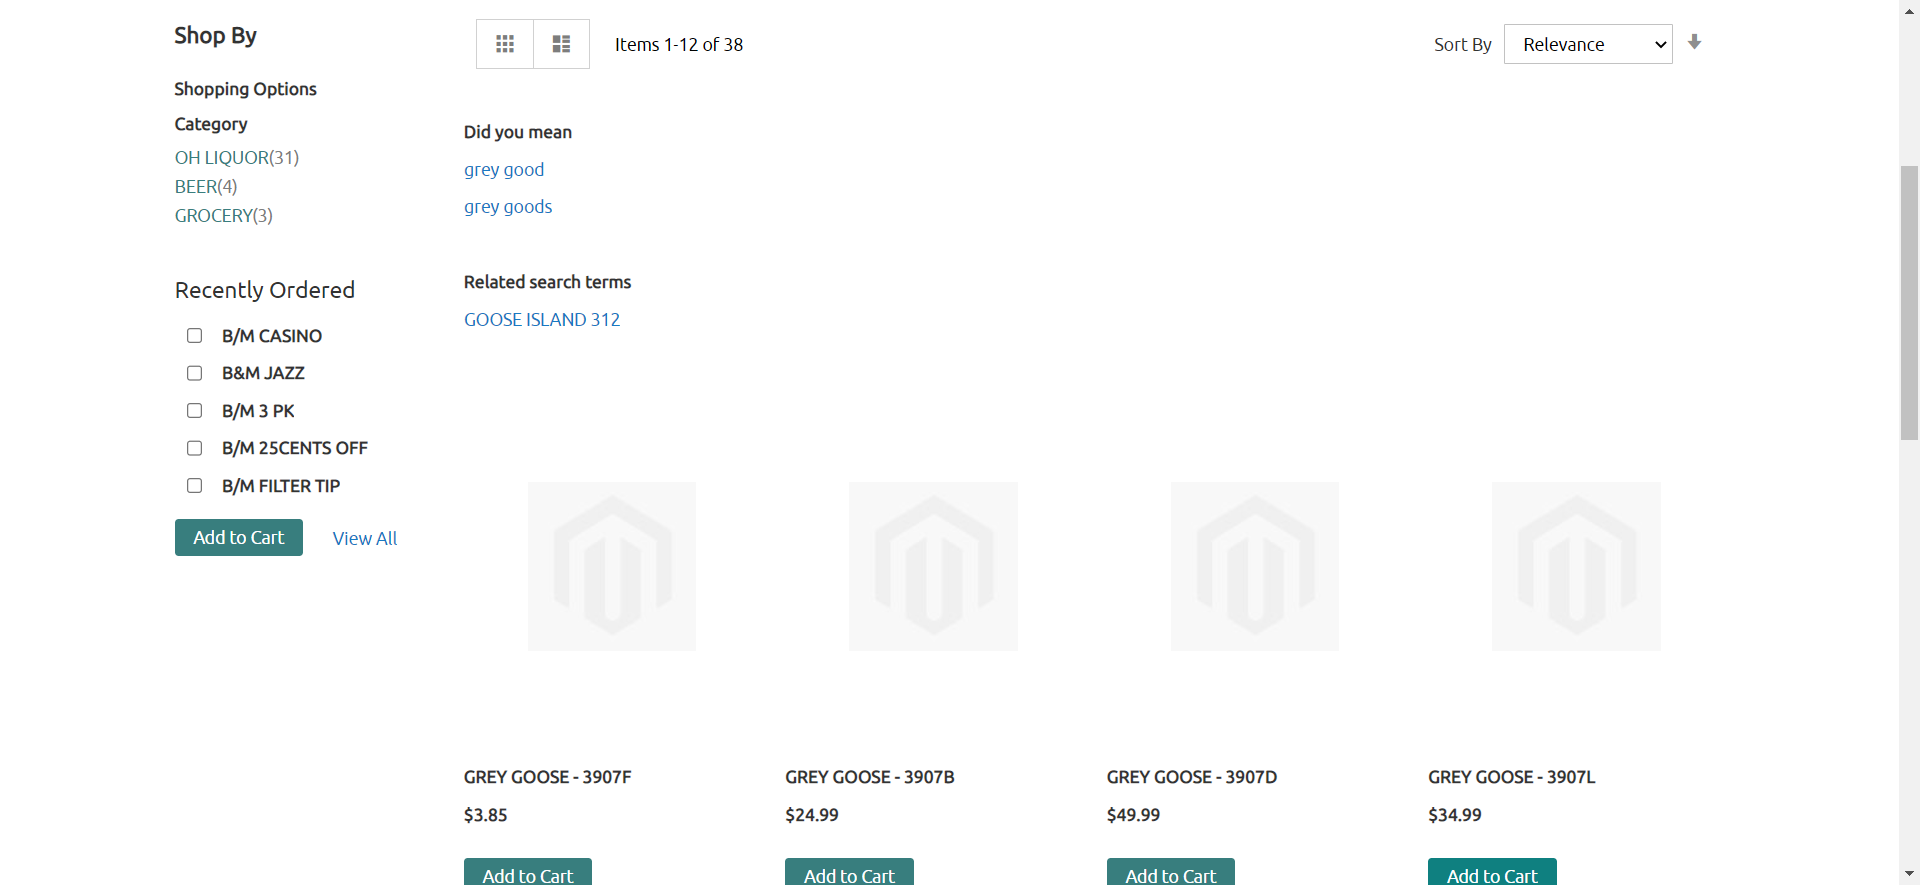 Shop By
Shopping Options
Category
OH LIQUOR(31)
BEER(4)
GROCERY(3)
Recently Ordered
B/M CASINO
B&M JAZZ
B/M 3 PK
B/M 25CENTS OFF
B/M FILTER TIP
Add to Cart View All
Items 1-12 of 38
Sort By Relevance
Did you mean
grey good
grey goods
Related search terms
GOOSE ISLAND 312
GREY GOOSE - 3907F
$3.85
Add to Cart
GREY GOOSE - 3907B
$24.99
Add to Cart
GREY GOOSE - 3907D
$49.99
Add to Cart
GREY GOOSE - 3907L
$34.99
Add to Cart